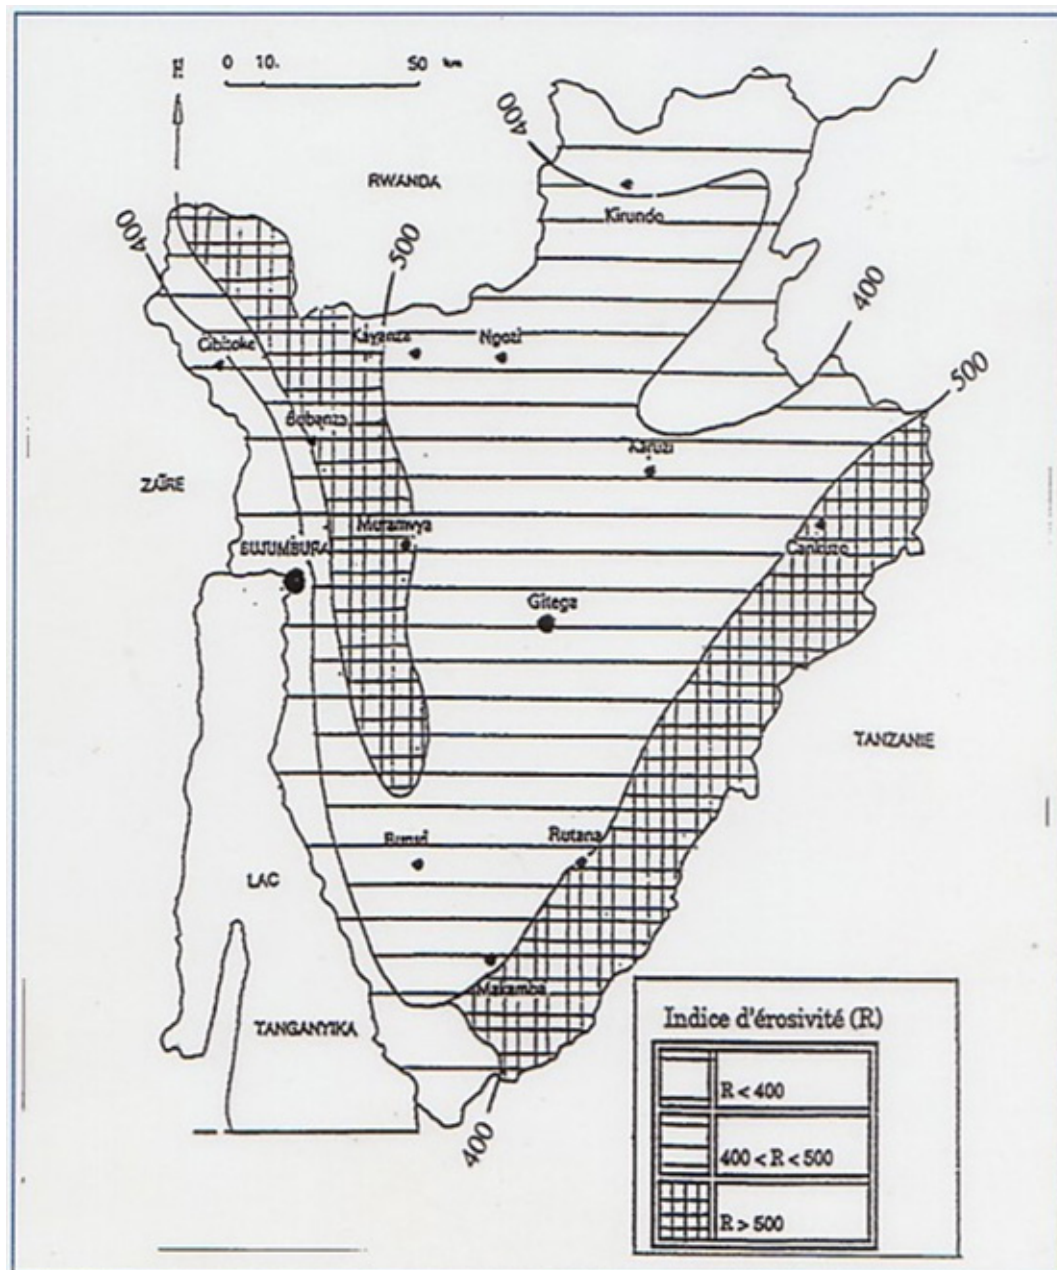 N
0 10. 50 km
400
RWANDA
Kirundo
400
500
400
Kayanza
Ngozi
Cibitoke
500
Bubanza
Karuzi
ZAÏRE
Muramvya
BUJUMBURA
Cankuzo
Gitega
TANZANIE
Bururi
Rutana
LAC
Makamba
TANGANYIKA
400
Indice d'érosivité (R)
R < 400
400 < R < 500
R > 500